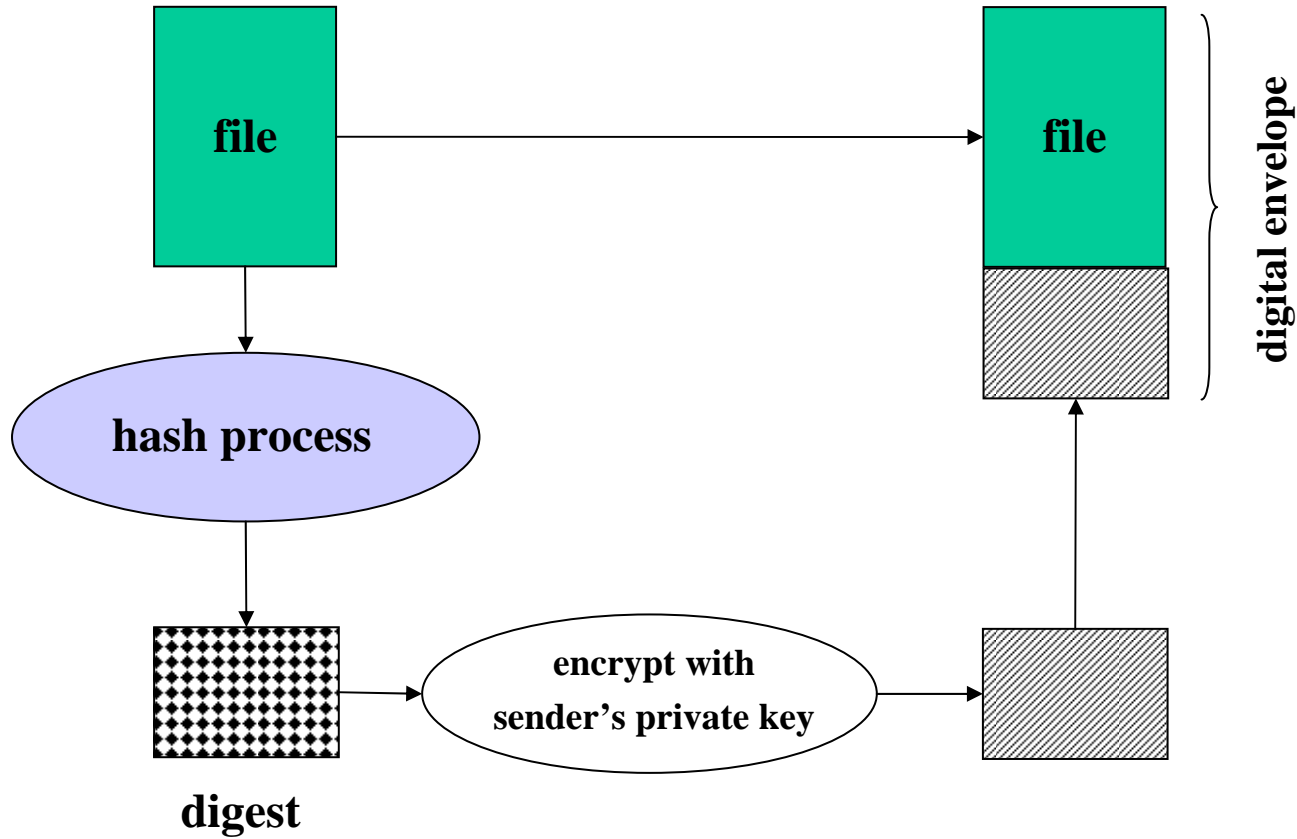 file
file
digital envelope
hash process
encrypt with
sender’s private key
digest